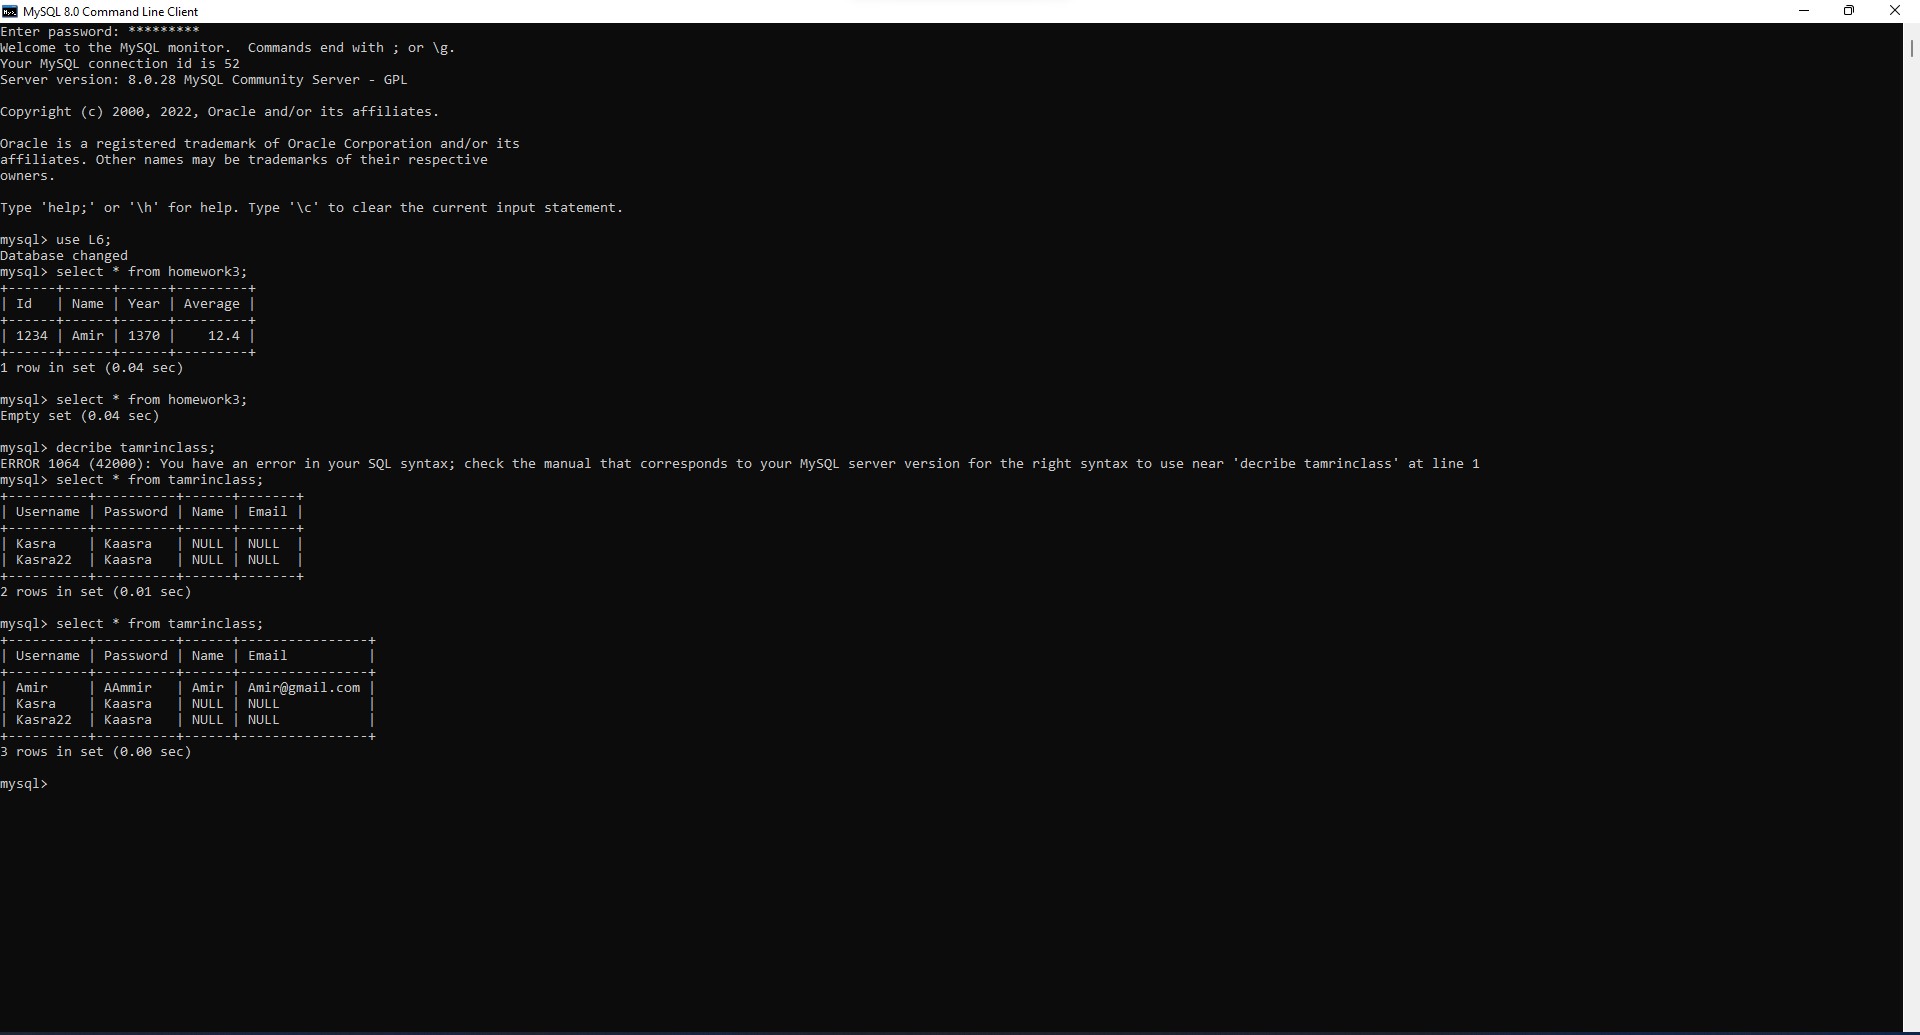 MySQL 8.0 Command Line Client
Enter password: *********
Welcome to the MySQL monitor.  Commands end with ; or \g.
Your MySQL connection id is 52
Server version: 8.0.28 MySQL Community Server - GPL
Copyright (c) 2000, 2022, Oracle and/or its affiliates.
Oracle is a registered trademark of Oracle Corporation and/or its
affiliates. Other names may be trademarks of their respective
owners.
Type 'help;' or '\h' for help. Type '\c' to clear the current input statement.
mysql> use L6;
Database changed
mysql> select * from homework3;
+------+------+------+---------+
| Id   | Name | Year | Average |
+------+------+------+---------+
| 1234 | Amir | 1370 |    12.4 |
+------+------+------+---------+
1 row in set (0.04 sec)
mysql> select * from homework3;
Empty set (0.04 sec)
mysql> decribe tamrinclass;
ERROR 1064 (42000): You have an error in your SQL syntax; check the manual that corresponds to your MySQL server version for the right syntax to use near 'decribe tamrinclass' at line 1
mysql> select * from tamrinclass;
+----------+----------+------+-------+
| Username | Password | Name | Email |
+----------+----------+------+-------+
| Kasra    | Kaasra   | NULL | NULL  |
| Kasra22  | Kaasra   | NULL | NULL  |
+----------+----------+------+-------+
2 rows in set (0.01 sec)
mysql> select * from tamrinclass;
+----------+----------+------+----------------+
| Username | Password | Name | Email          |
+----------+----------+------+----------------+
| Amir     | AAmmir   | Amir | Amir@gmail.com |
| Kasra    | Kaasra   | NULL | NULL           |
| Kasra22  | Kaasra   | NULL | NULL           |
+----------+----------+------+----------------+
3 rows in set (0.00 sec)
mysql>